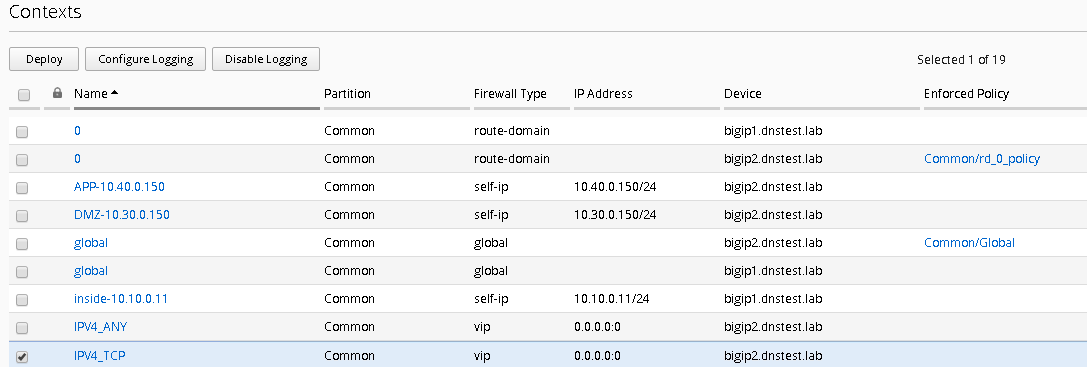 Contexts
Deploy Configure Logging Disable Logging Selected 1 of 19
Name Partition Firewall Type IP Address Device Enforced Policy
0 Common route-domain bigip1.dnstest.lab
0 Common route-domain bigip2.dnstest.lab Common/rd_0_policy
APP-10.40.0.150 Common self-ip 10.40.0.150/24 bigip2.dnstest.lab
DMZ-10.30.0.150 Common self-ip 10.30.0.150/24 bigip2.dnstest.lab
global Common global bigip2.dnstest.lab Common/Global
global Common global bigip1.dnstest.lab
inside-10.10.0.11 Common self-ip 10.10.0.11/24 bigip2.dnstest.lab
IPV4_ANY Common vip 0.0.0.0:0 bigip2.dnstest.lab
IPV4_TCP Common vip 0.0.0.0:0 bigip2.dnstest.lab